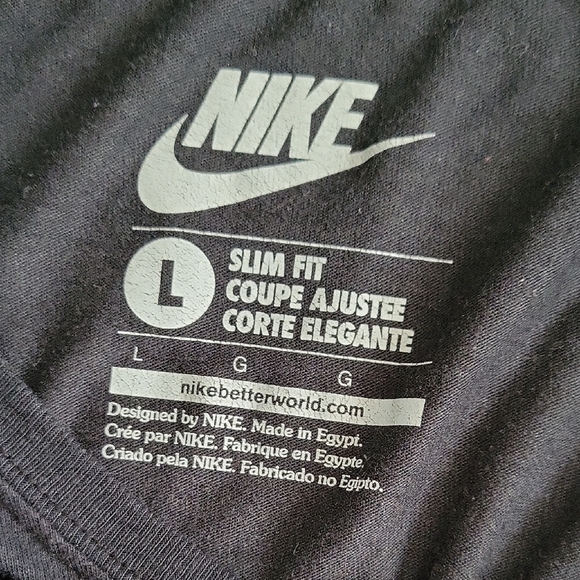 NIKE
L
SLIM FIT
COUPE AJUSTEE
CORTE ELEGANTE
L G G
nikebetterworld.com
Designed by NIKE. Made in Egypt.
Crée par NIKE. Fabrique en Egypte.
Criado pela NIKE. Fabricado no Egipto.